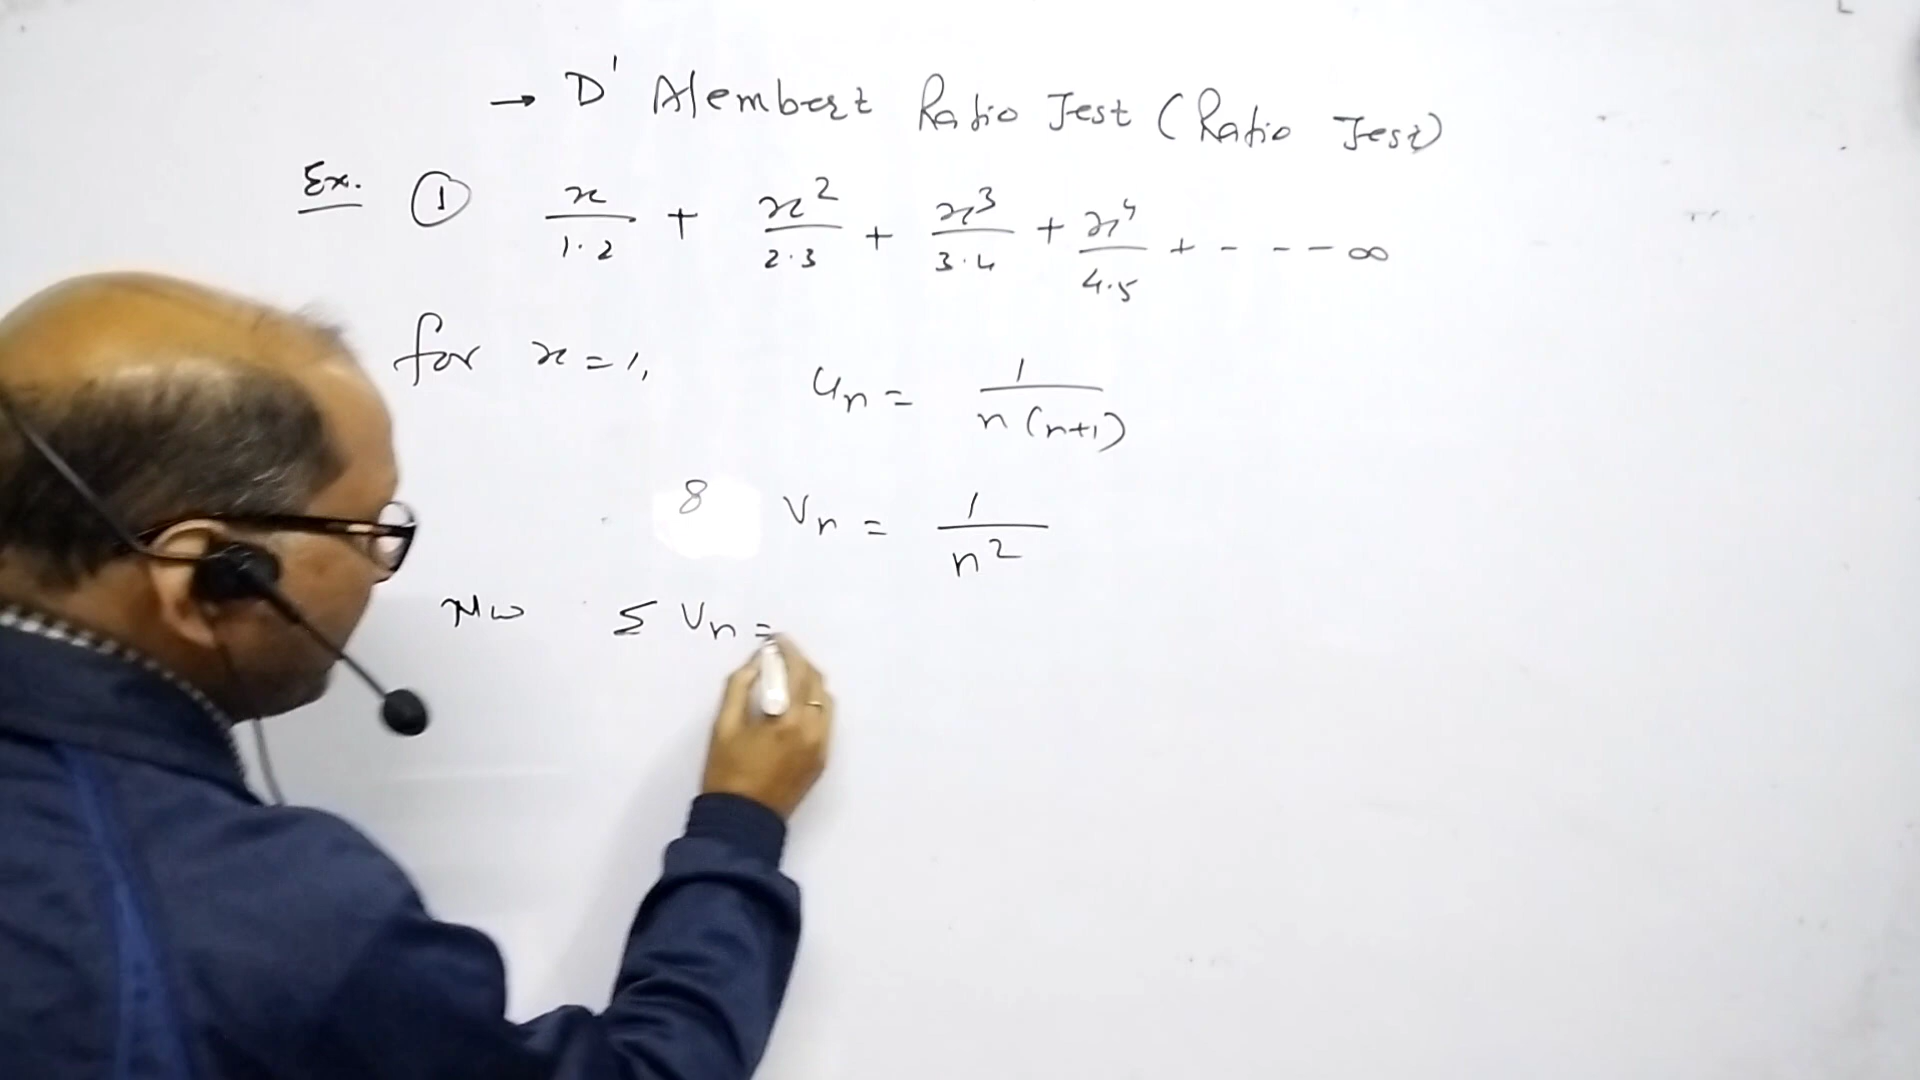 → D' Alembert Ratio Test (Ratio Test)
Ex. ① x/1·2 + x²/2·3 + x³/3·4 + x⁴/4·5 + - - - ∞
for x = 1, un = 1/n(n+1)
& Vn = 1/n²
Now Σ Vn =